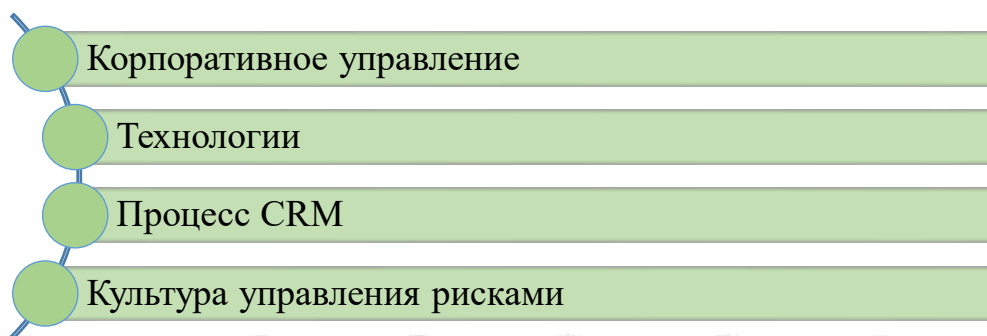 Корпоративное управление
Технологии
Процесс CRM
Культура управления рисками